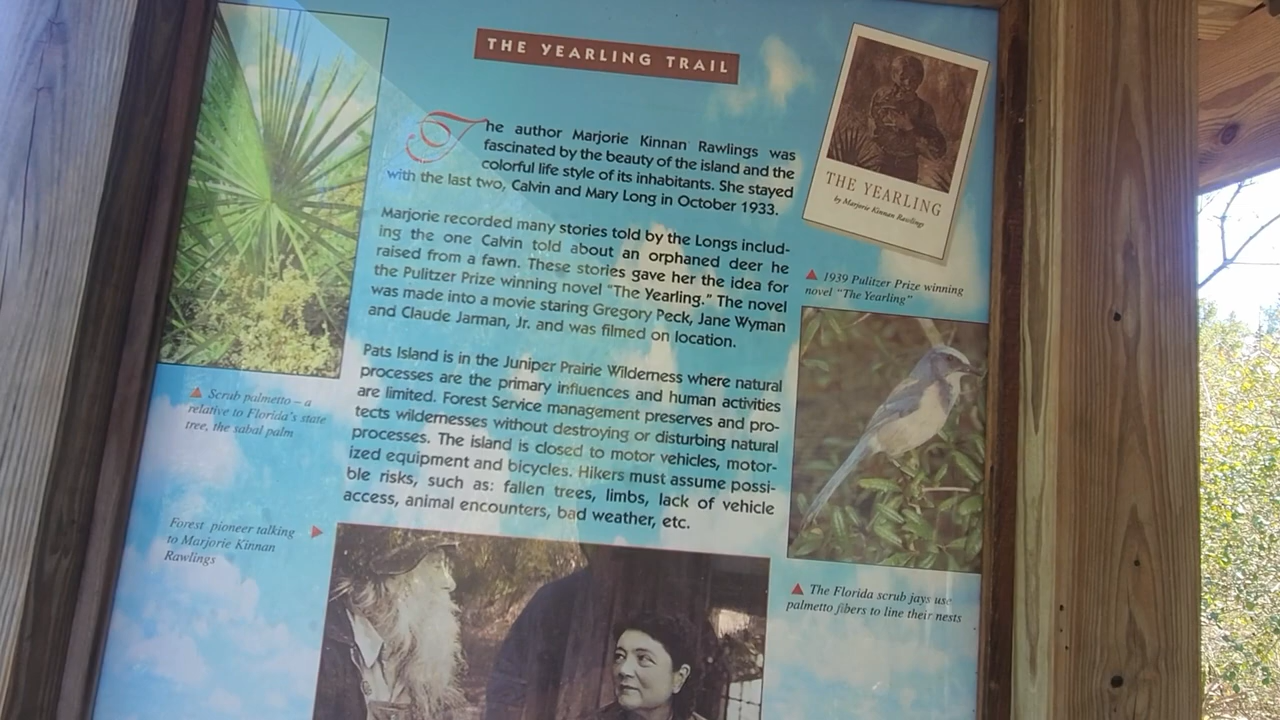 THE YEARLING TRAIL
The author Marjorie Kinnan Rawlings was
fascinated by the beauty of the island and the
colorful life style of its inhabitants. She stayed
with the last two, Calvin and Mary Long in October 1933.
Marjorie recorded many stories told by the Longs includ-
ing the one Calvin told about an orphaned deer he
raised from a fawn. These stories gave her the idea for
the Pulitzer Prize winning novel "The Yearling." The novel
was made into a movie staring Gregory Peck, Jane Wyman
and Claude Jarman, Jr. and was filmed on location.
Pats Island is in the Juniper Prairie Wilderness where natural
processes are the primary influences and human activities
are limited. Forest Service management preserves and pro-
tects wildernesses without destroying or disturbing natural
processes. The island is closed to motor vehicles, motor-
ized equipment and bicycles. Hikers must assume possi-
ble risks, such as: fallen trees, limbs, lack of vehicle
access, animal encounters, bad weather, etc.
Scrub palmetto – a
relative to Florida's state
tree, the sabal palm
Forest pioneer talking
to Marjorie Kinnan
Rawlings
THE YEARLING
by Marjorie Kinnan Rawlings
1939 Pulitzer Prize winning
novel "The Yearling"
The Florida scrub jays use
palmetto fibers to line their nests